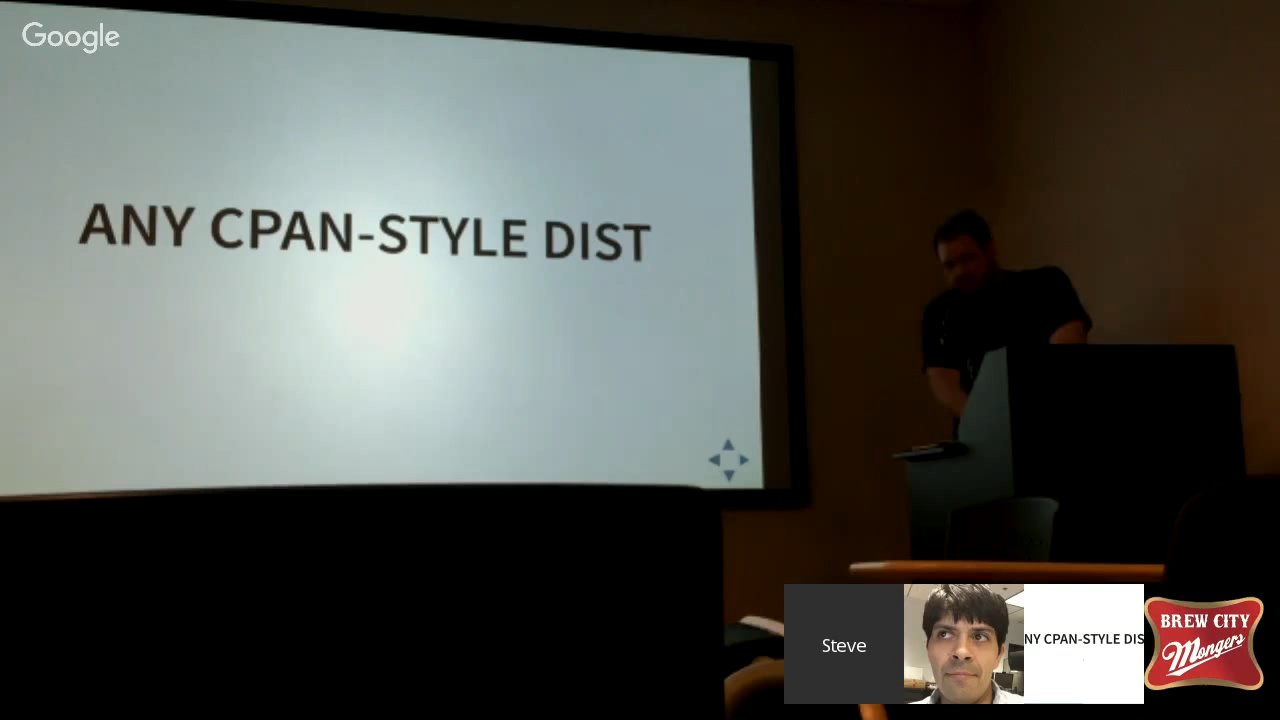 Google
ANY CPAN-STYLE DIST
Steve
NY CPAN-STYLE DIS
BREW CITY
Mongers